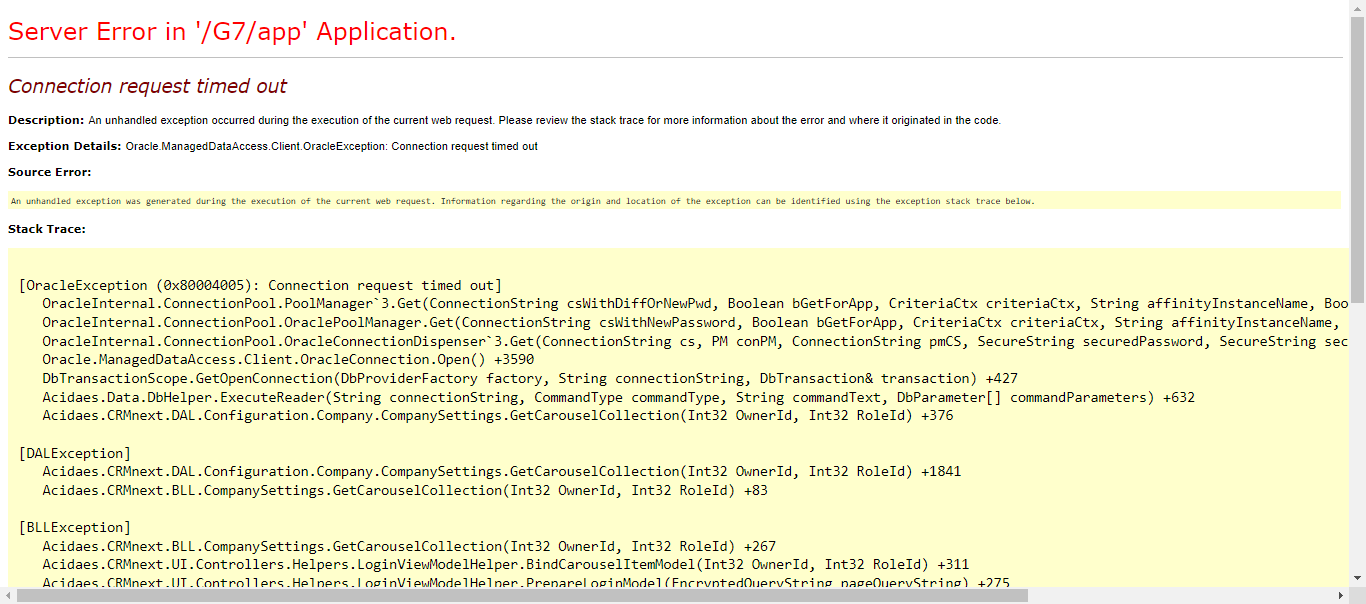 Server Error in '/G7/app' Application.
Connection request timed out
Description: An unhandled exception occurred during the execution of the current web request. Please review the stack trace for more information about the error and where it originated in the code.
Exception Details: Oracle.ManagedDataAccess.Client.OracleException: Connection request timed out
Source Error:
An unhandled exception was generated during the execution of the current web request. Information regarding the origin and location of the exception can be identified using the exception stack trace below.
Stack Trace:
[OracleException (0x80004005): Connection request timed out]
OracleInternal.ConnectionPool.PoolManager`3.Get(ConnectionString csWithDiffOrNewPwd, Boolean bGetForApp, CriteriaCtx criteriaCtx, String affinityInstanceName, Boo
OracleInternal.ConnectionPool.OraclePoolManager.Get(ConnectionString csWithNewPassword, Boolean bGetForApp, CriteriaCtx criteriaCtx, String affinityInstanceName,
OracleInternal.ConnectionPool.OracleConnectionDispenser`3.Get(ConnectionString cs, PM conPM, ConnectionString pmCS, SecureString securedPassword, SecureString sec
Oracle.ManagedDataAccess.Client.OracleConnection.Open() +3590
DbTransactionScope.GetOpenConnection(DbProviderFactory factory, String connectionString, DbTransaction& transaction) +427
Acidaes.Data.DbHelper.ExecuteReader(String connectionString, CommandType commandType, String commandText, DbParameter[] commandParameters) +632
Acidaes.CRMnext.DAL.Configuration.Company.CompanySettings.GetCarouselCollection(Int32 OwnerId, Int32 RoleId) +376
[DALException]
Acidaes.CRMnext.DAL.Configuration.Company.CompanySettings.GetCarouselCollection(Int32 OwnerId, Int32 RoleId) +1841
Acidaes.CRMnext.BLL.CompanySettings.GetCarouselCollection(Int32 OwnerId, Int32 RoleId) +83
[BLLException]
Acidaes.CRMnext.BLL.CompanySettings.GetCarouselCollection(Int32 OwnerId, Int32 RoleId) +267
Acidaes.CRMnext.UI.Controllers.Helpers.LoginViewModelHelper.BindCarouselItemModel(Int32 OwnerId, Int32 RoleId) +311
Acidaes.CRMnext.UI.Controllers.Helpers.LoginViewModelHelper.PrepareLoginModel(EncryptedQueryString pageQueryString) +275